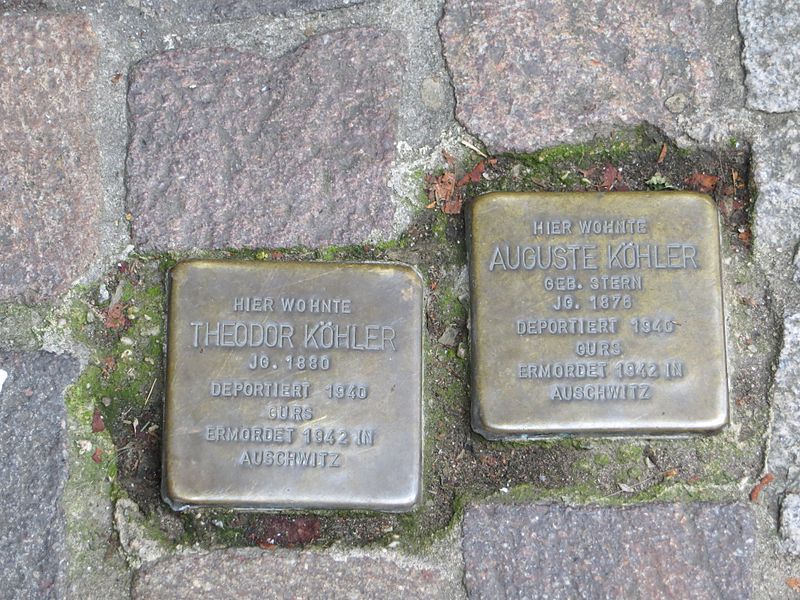 HIER WOHNTE
THEODOR KÖHLER
JG. 1880
DEPORTIERT 1940
GURS
ERMORDET 1942 IN
AUSCHWITZ
HIER WOHNTE
AUGUSTE KÖHLER
GEB. STERN
JG. 1876
DEPORTIERT 1940
GURS
ERMORDET 1942 IN
AUSCHWITZ